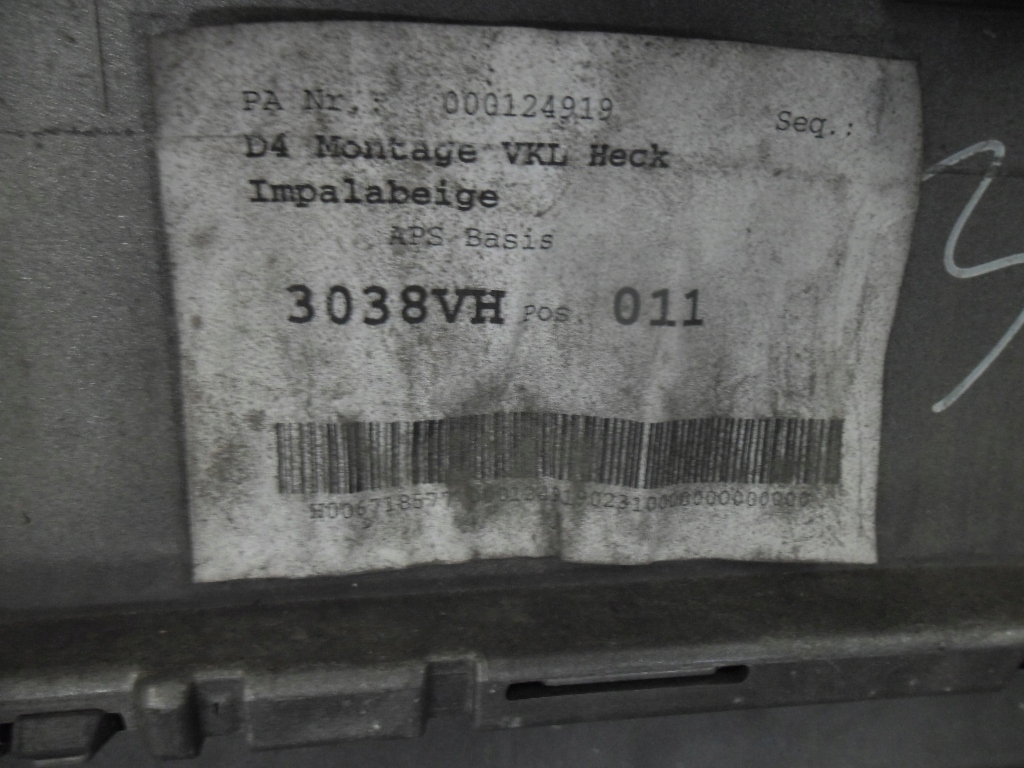 PA Nr.: 000124919 Seq.:
D4 Montage VKL Heck
Impalabeige
APS Basis
3038VH Pos. 011